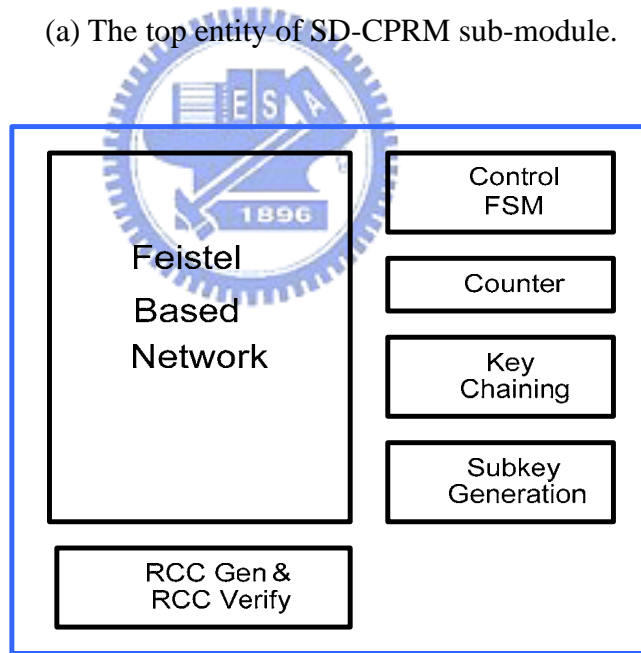 (a) The top entity of SD-CPRM sub-module.
E S A
1896
Feistel
Based
Network
Control
FSM
Counter
Key
Chaining
Subkey
Generation
RCC Gen &
RCC Verify